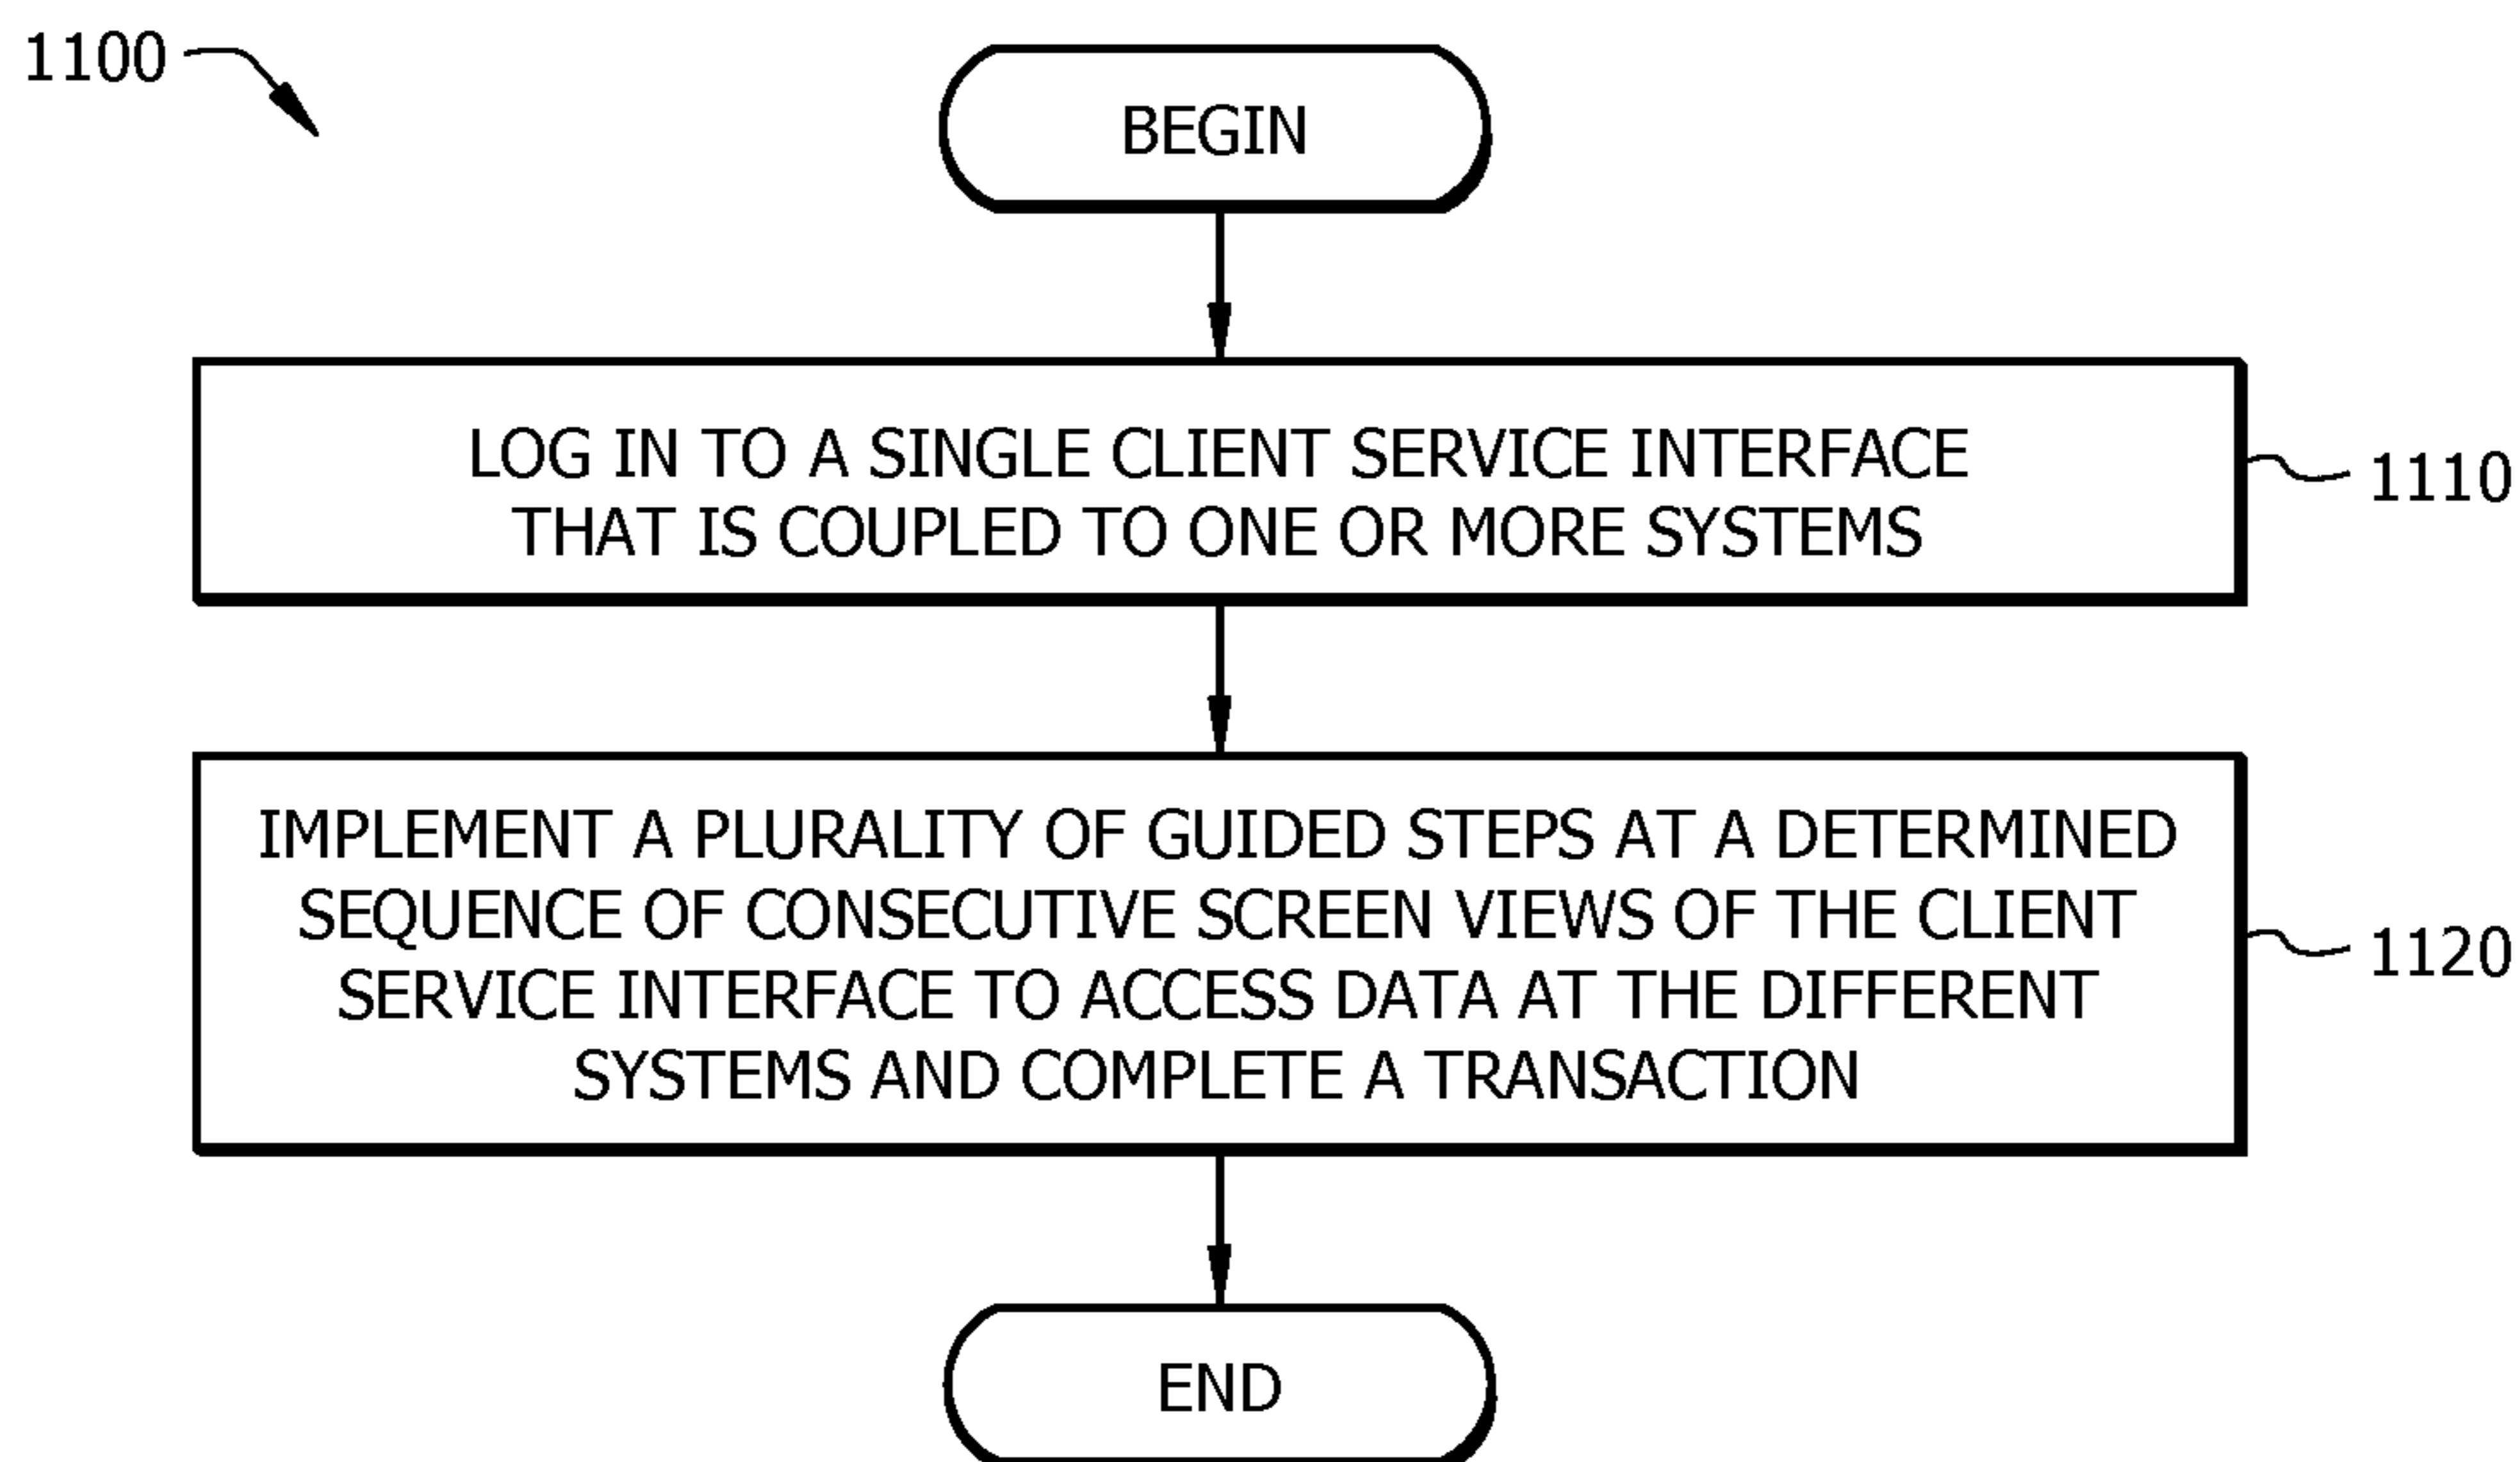 1100
BEGIN
LOG IN TO A SINGLE CLIENT SERVICE INTERFACE
THAT IS COUPLED TO ONE OR MORE SYSTEMS
1110
IMPLEMENT A PLURALITY OF GUIDED STEPS AT A DETERMINED
SEQUENCE OF CONSECUTIVE SCREEN VIEWS OF THE CLIENT
SERVICE INTERFACE TO ACCESS DATA AT THE DIFFERENT
SYSTEMS AND COMPLETE A TRANSACTION
1120
END